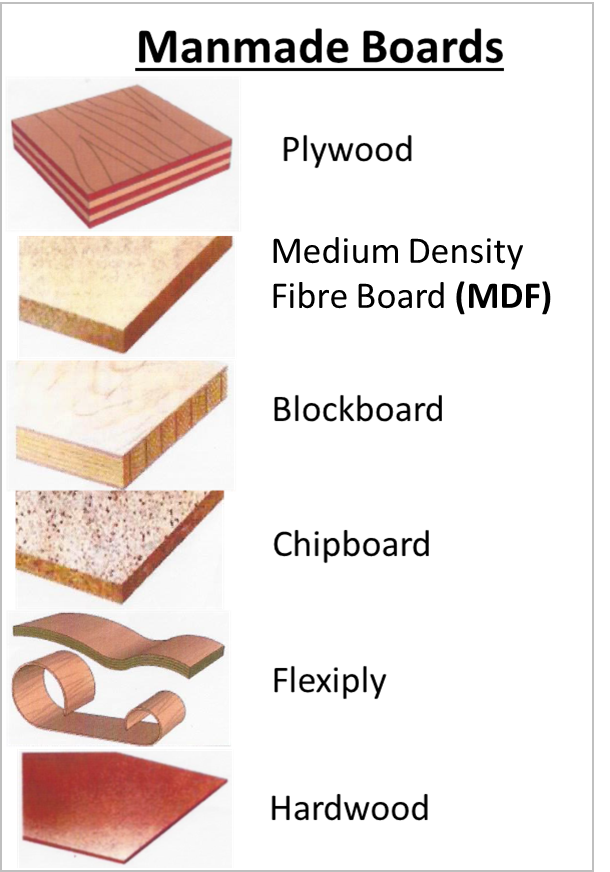 Manmade Boards
Plywood
Medium Density
Fibre Board (MDF)
Blockboard
Chipboard
Flexiply
Hardwood